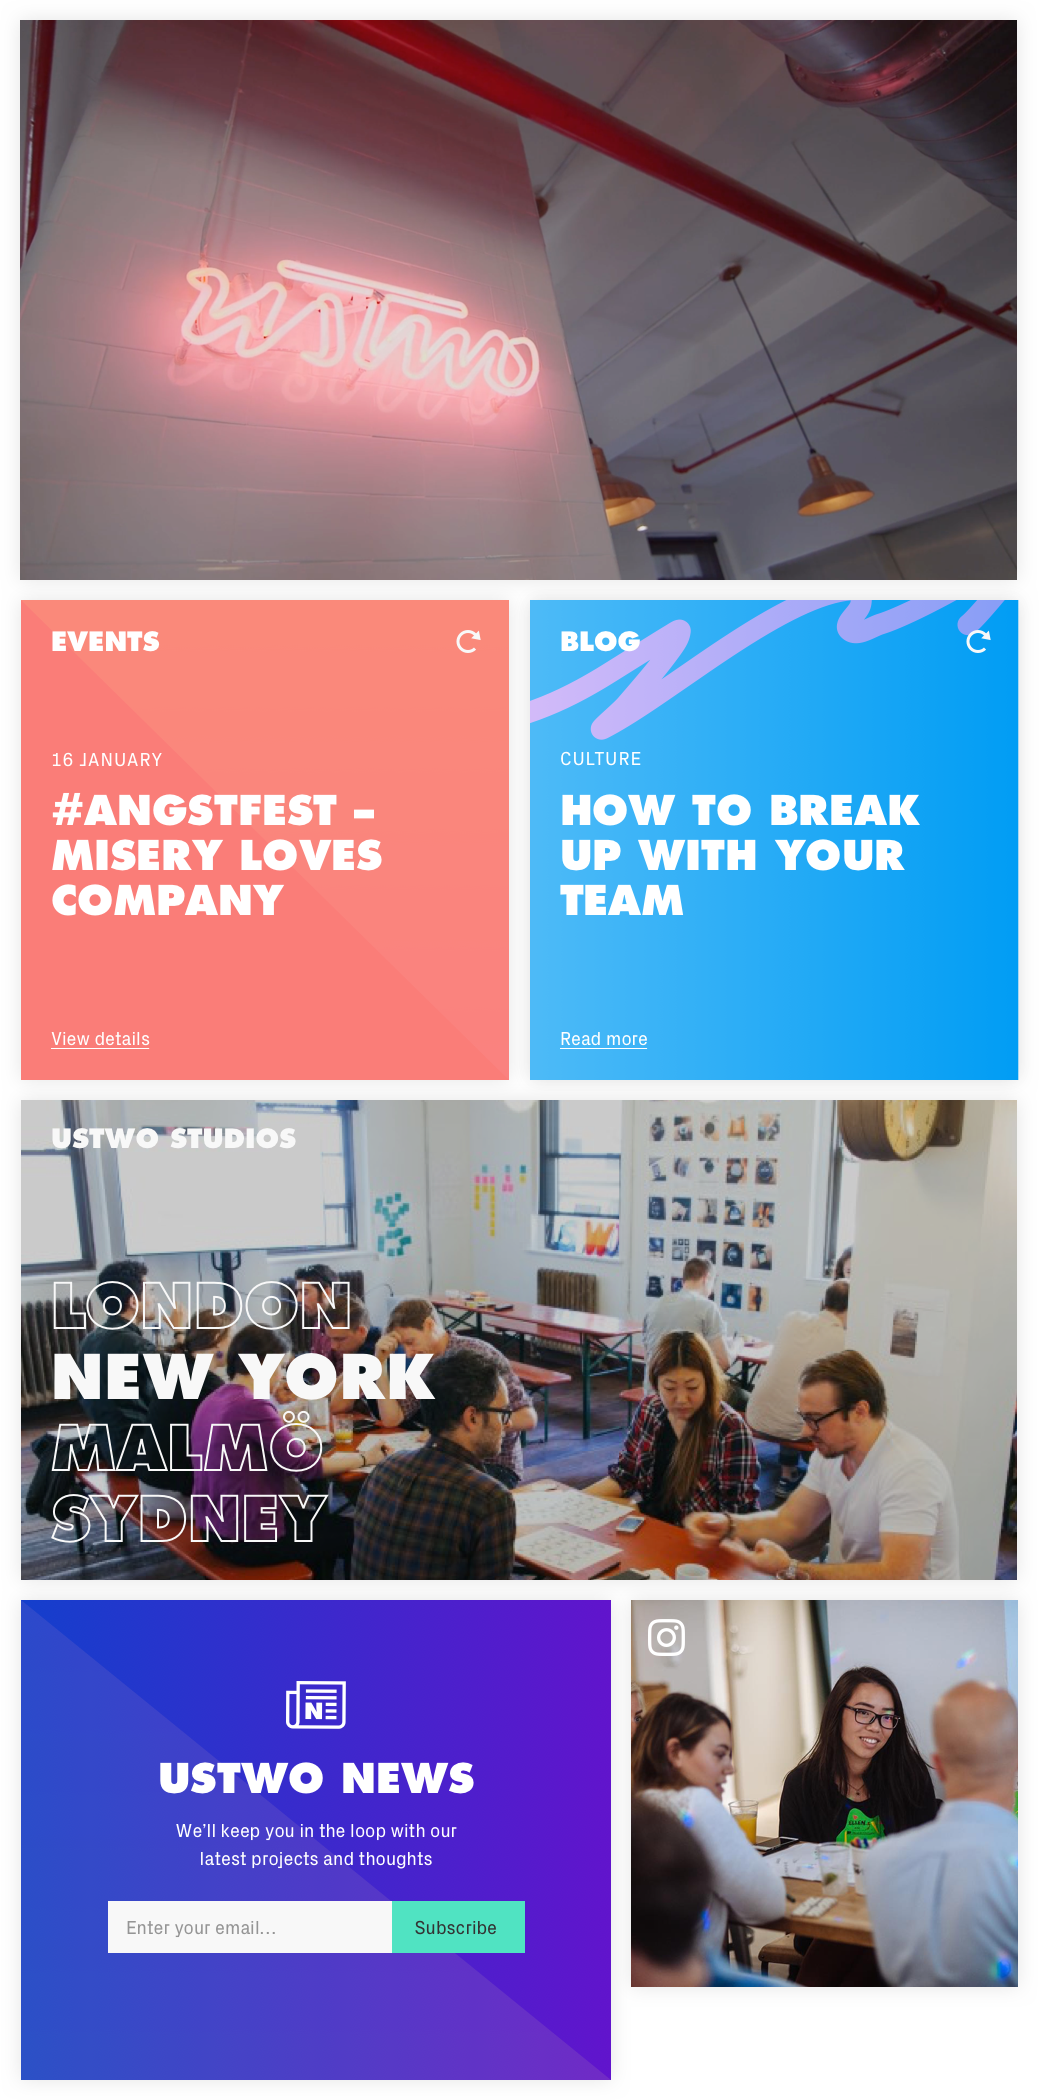 ustwo
EVENTS
16 JANUARY
#ANGSTFEST –
MISERY LOVES
COMPANY
View details
BLOG
CULTURE
HOW TO BREAK
UP WITH YOUR
TEAM
Read more
USTWO STUDIOS
LONDON
NEW YORK
MALMÖ
SYDNEY
N
USTWO NEWS
We'll keep you in the loop with our
latest projects and thoughts
Enter your email...
Subscribe